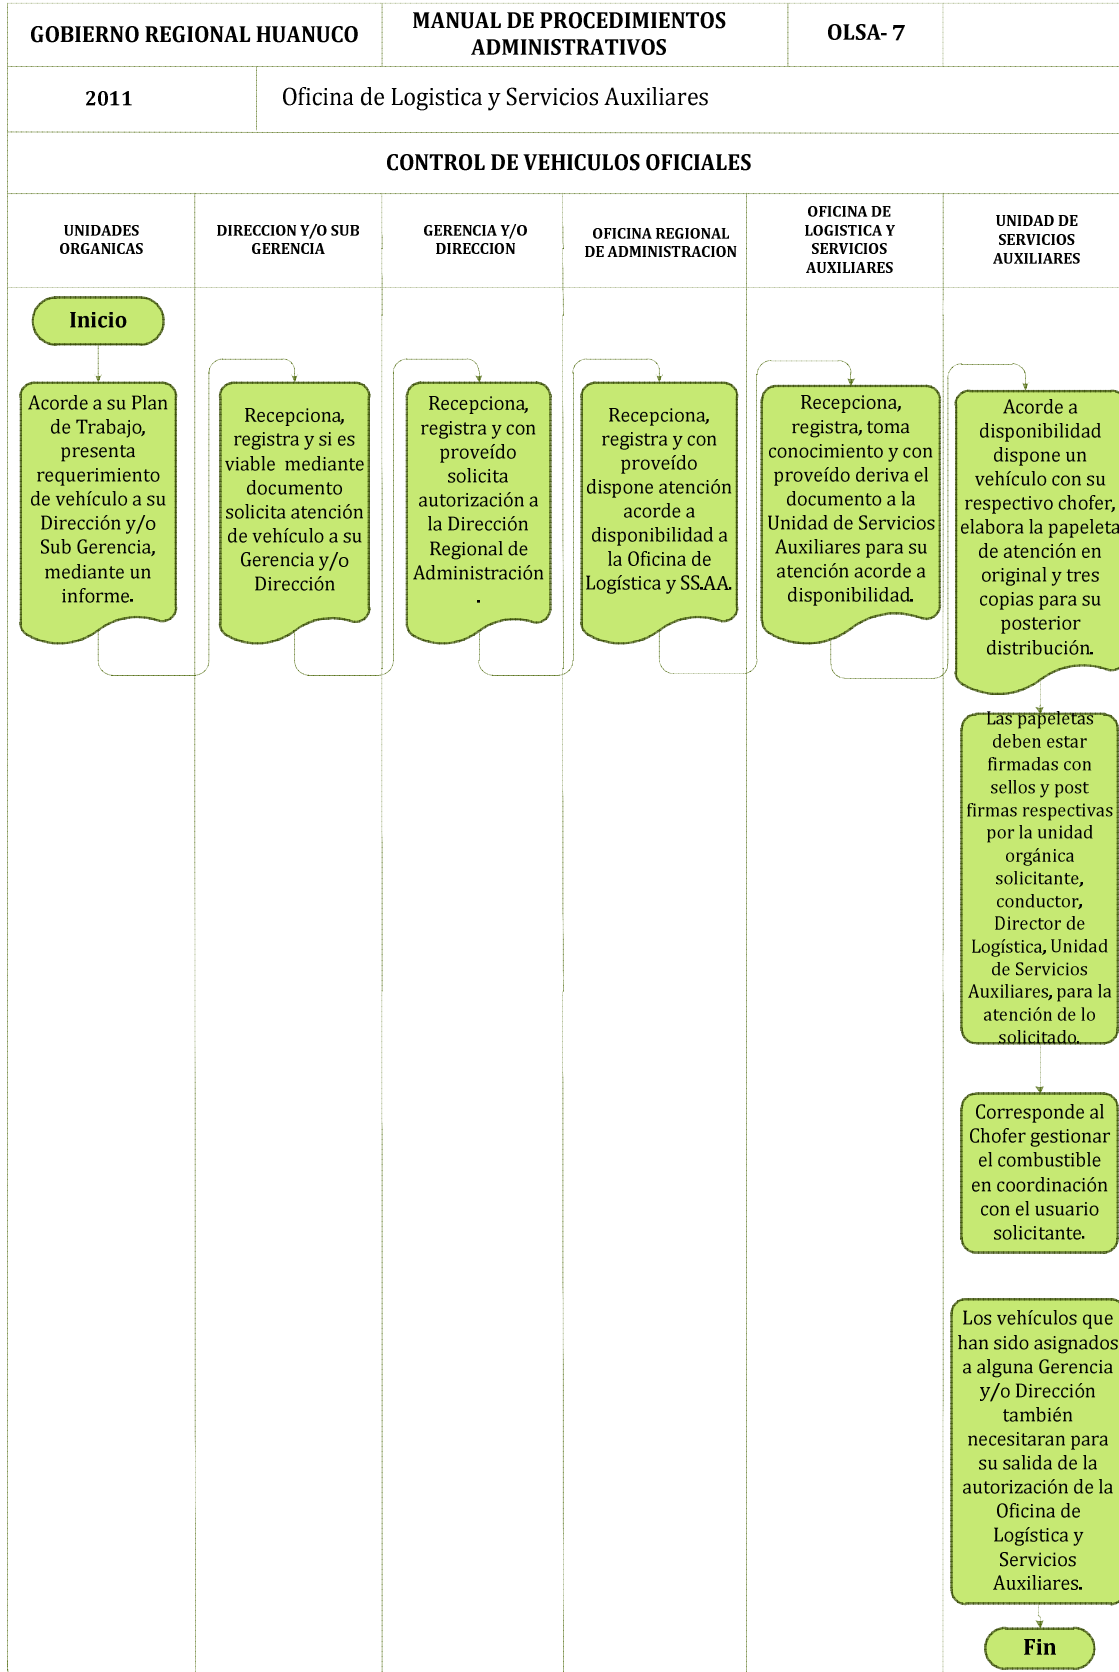 GOBIERNO REGIONAL HUANUCO
MANUAL DE PROCEDIMIENTOS
ADMINISTRATIVOS
OLSA- 7
2011
Oficina de Logistica y Servicios Auxiliares
CONTROL DE VEHICULOS OFICIALES
UNIDADES
ORGANICAS
DIRECCION Y/O SUB
GERENCIA
GERENCIA Y/O
DIRECCION
OFICINA REGIONAL
DE ADMINISTRACION
OFICINA DE
LOGISTICA Y
SERVICIOS
AUXILIARES
UNIDAD DE
SERVICIOS
AUXILIARES
Inicio
Acorde a su Plan
de Trabajo,
presenta
requerimiento
de vehículo a su
Dirección y/o
Sub Gerencia,
mediante un
informe.
Recepciona,
registra y si es
viable mediante
documento
solicita atención
de vehículo a su
Gerencia y/o
Dirección
Recepciona,
registra y con
proveído
solicita
autorización a
la Dirección
Regional de
Administración
.
Recepciona,
registra y con
proveído
dispone atención
acorde a
disponibilidad a
la Oficina de
Logística y SS.AA.
Recepciona,
registra, toma
conocimiento y con
proveído deriva el
documento a la
Unidad de Servicios
Auxiliares para su
atención acorde a
disponibilidad.
Acorde a
disponibilidad
dispone un
vehículo con su
respectivo chofer,
elabora la papeleta
de atención en
original y tres
copias para su
posterior
distribución.
Las papeletas
deben estar
firmadas con
sellos y post
firmas respectivas
por la unidad
orgánica
solicitante,
conductor,
Director de
Logística, Unidad
de Servicios
Auxiliares, para la
atención de lo
solicitado.
Corresponde al
Chofer gestionar
el combustible
en coordinación
con el usuario
solicitante.
Los vehículos que
han sido asignados
a alguna Gerencia
y/o Dirección
también
necesitaran para
su salida de la
autorización de la
Oficina de
Logística y
Servicios
Auxiliares.
Fin